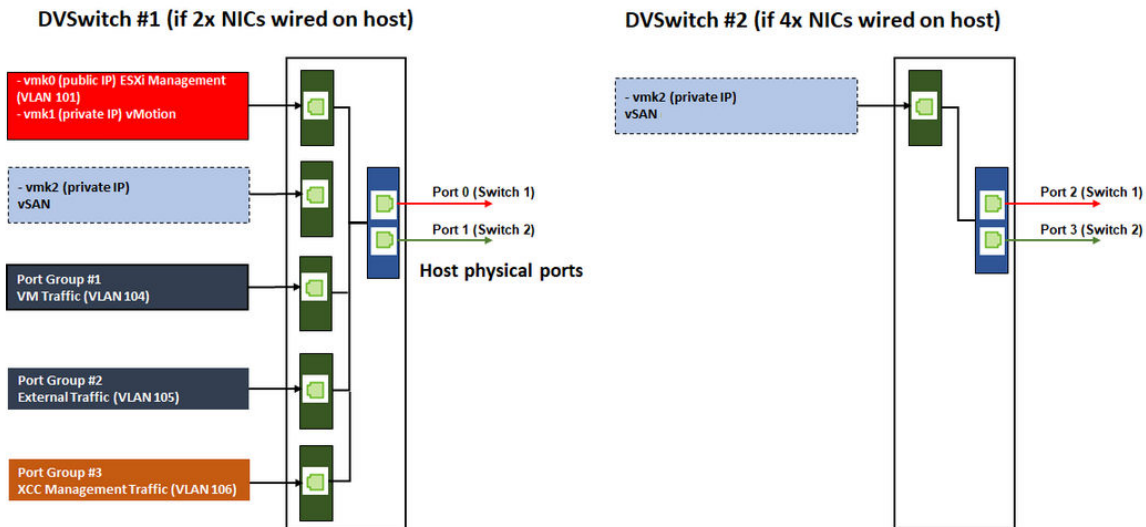 DVSwitch #1 (if 2x NICs wired on host)
- vmk0 (public IP) ESXi Management
(VLAN 101)
- vmk1 (private IP) vMotion
- vmk2 (private IP)
vSAN
Port Group #1
VM Traffic (VLAN 104)
Port Group #2
External Traffic (VLAN 105)
Port Group #3
XCC Management Traffic (VLAN 106)
Port 0 (Switch 1)
Port 1 (Switch 2)
Host physical ports
DVSwitch #2 (if 4x NICs wired on host)
- vmk2 (private IP)
vSAN
Port 2 (Switch 1)
Port 3 (Switch 2)